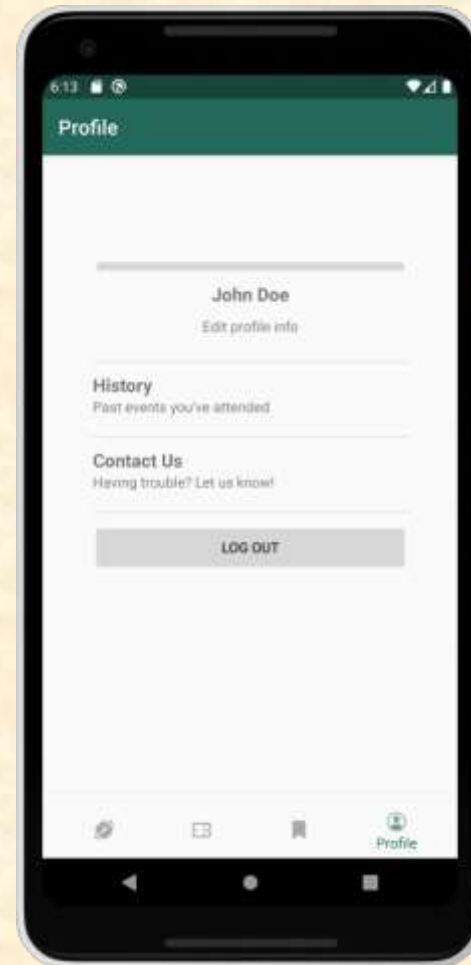 6:13
Profile
John Doe
Edit profile info
History
Past events you've attended
Contact Us
Having trouble? Let us know!
LOG OUT
Profile